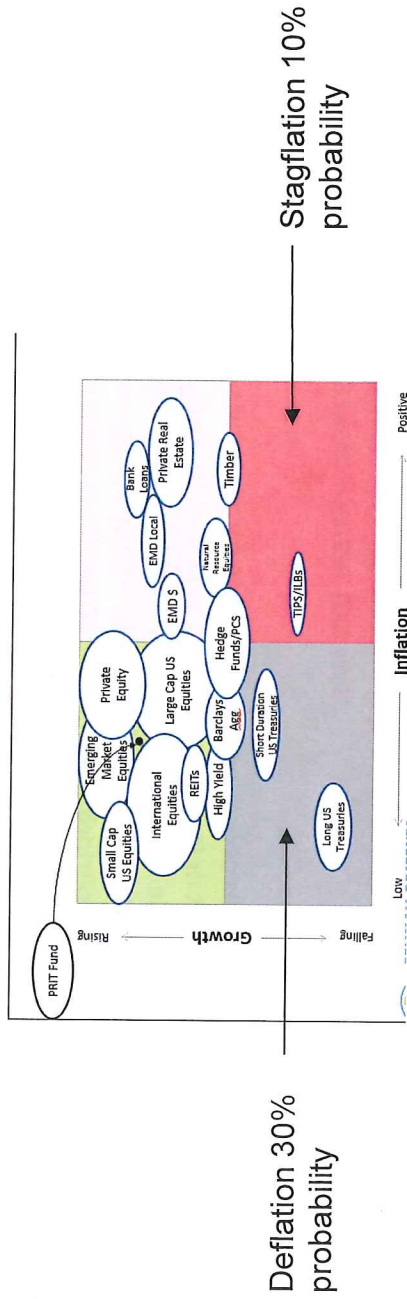 PRIT Fund
Rising
Growth
Falling
Small Cap
US Equities
Emerging
Market
Equities
Private
Equity
International
Equities
Large Cap US
Equities
REITs
High Yield
Barclays
Agg.
Hedge
Funds/PCS
EMD $
EMD Local
Bank
Loans
Private Real
Estate
Natural
Resource
Equities
Timber
Short Duration
US Treasuries
Long US
Treasuries
TIPS/ILBs
Low
Inflation
Positive
Deflation 30%
probability
Stagflation 10%
probability